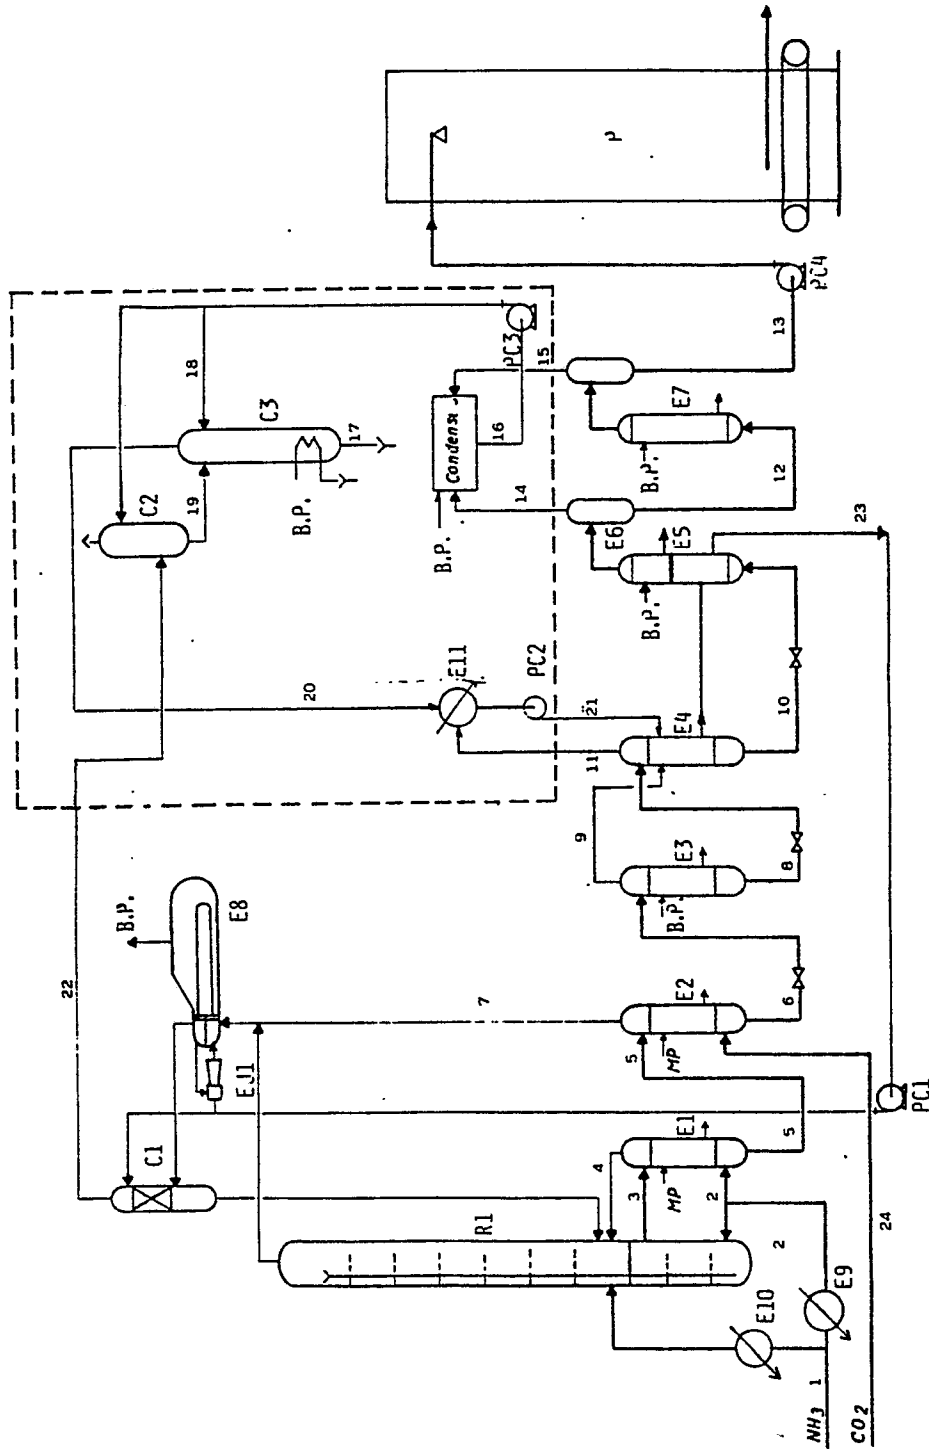 22
B.P.
E8
EJ1
C1
R1
4
3
2
MP
E1
5
5
2
E10
E9
1
NH3
CO2
24
PC1
7
MP
E2
6
B.P.
E3
8
9
11
E4
21
10
PC2
E11
20
C2
19
18
C3
17
B.P.
B.P.
Condense
16
14
15
PC3
E6
E5
B.P.
23
12
E7
B.P.
13
PC4
P